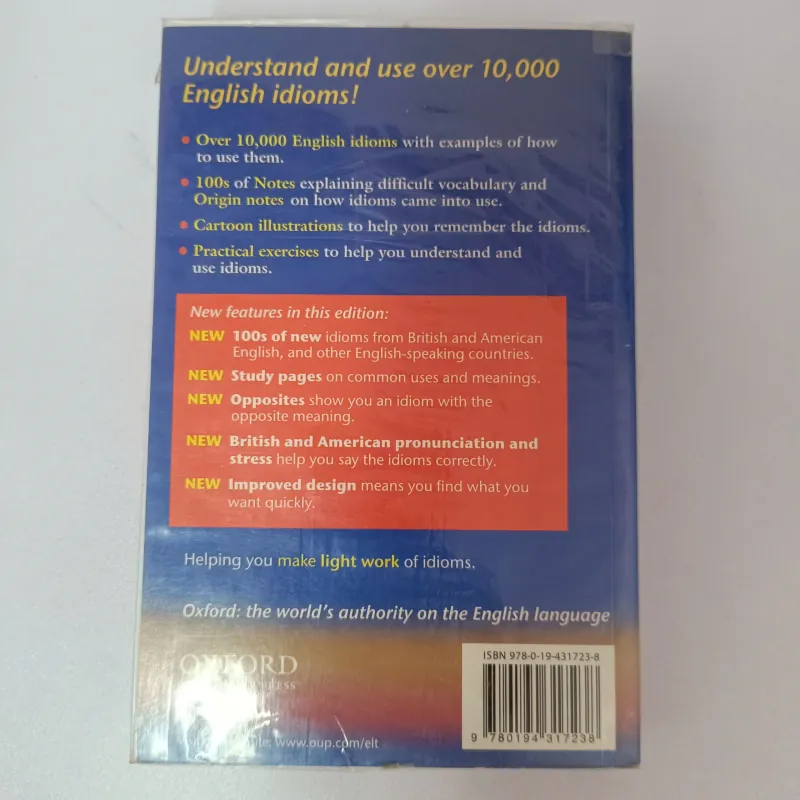 Understand and use over 10,000
English idioms!
• Over 10,000 English idioms with examples of how
to use them.
• 100s of Notes explaining difficult vocabulary and
Origin notes on how idioms came into use.
• Cartoon illustrations to help you remember the idioms.
• Practical exercises to help you understand and
use idioms.
New features in this edition:
NEW 100s of new idioms from British and American
English, and other English-speaking countries.
NEW Study pages on common uses and meanings.
NEW Opposites show you an idiom with the
opposite meaning.
NEW British and American pronunciation and
stress help you say the idioms correctly.
NEW Improved design means you find what you
want quickly.
Helping you make light work of idioms.
Oxford: the world's authority on the English language
OXFORD
ISBN 978-0-19-431723-8
9 780194 317238
www.oup.com/elt